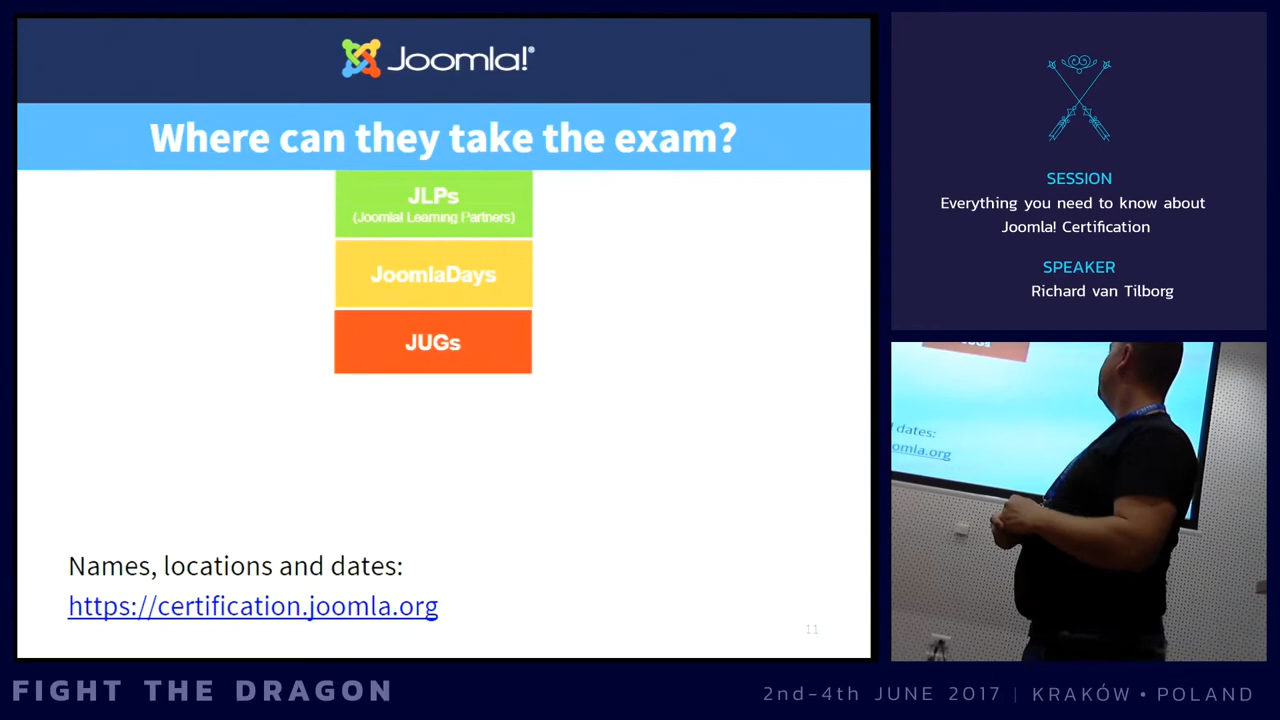 Joomla!®
Where can they take the exam?
JLPs
(Joomla! Learning Partners)
JoomlaDays
JUGs
Names, locations and dates:
https://certification.joomla.org
11
SESSION
Everything you need to know about
Joomla! Certification
SPEAKER
Richard van Tilborg
JUGs
dates:
omla.org
FIGHT THE DRAGON
2nd-4th JUNE 2017 | KRAKÓW • POLAND